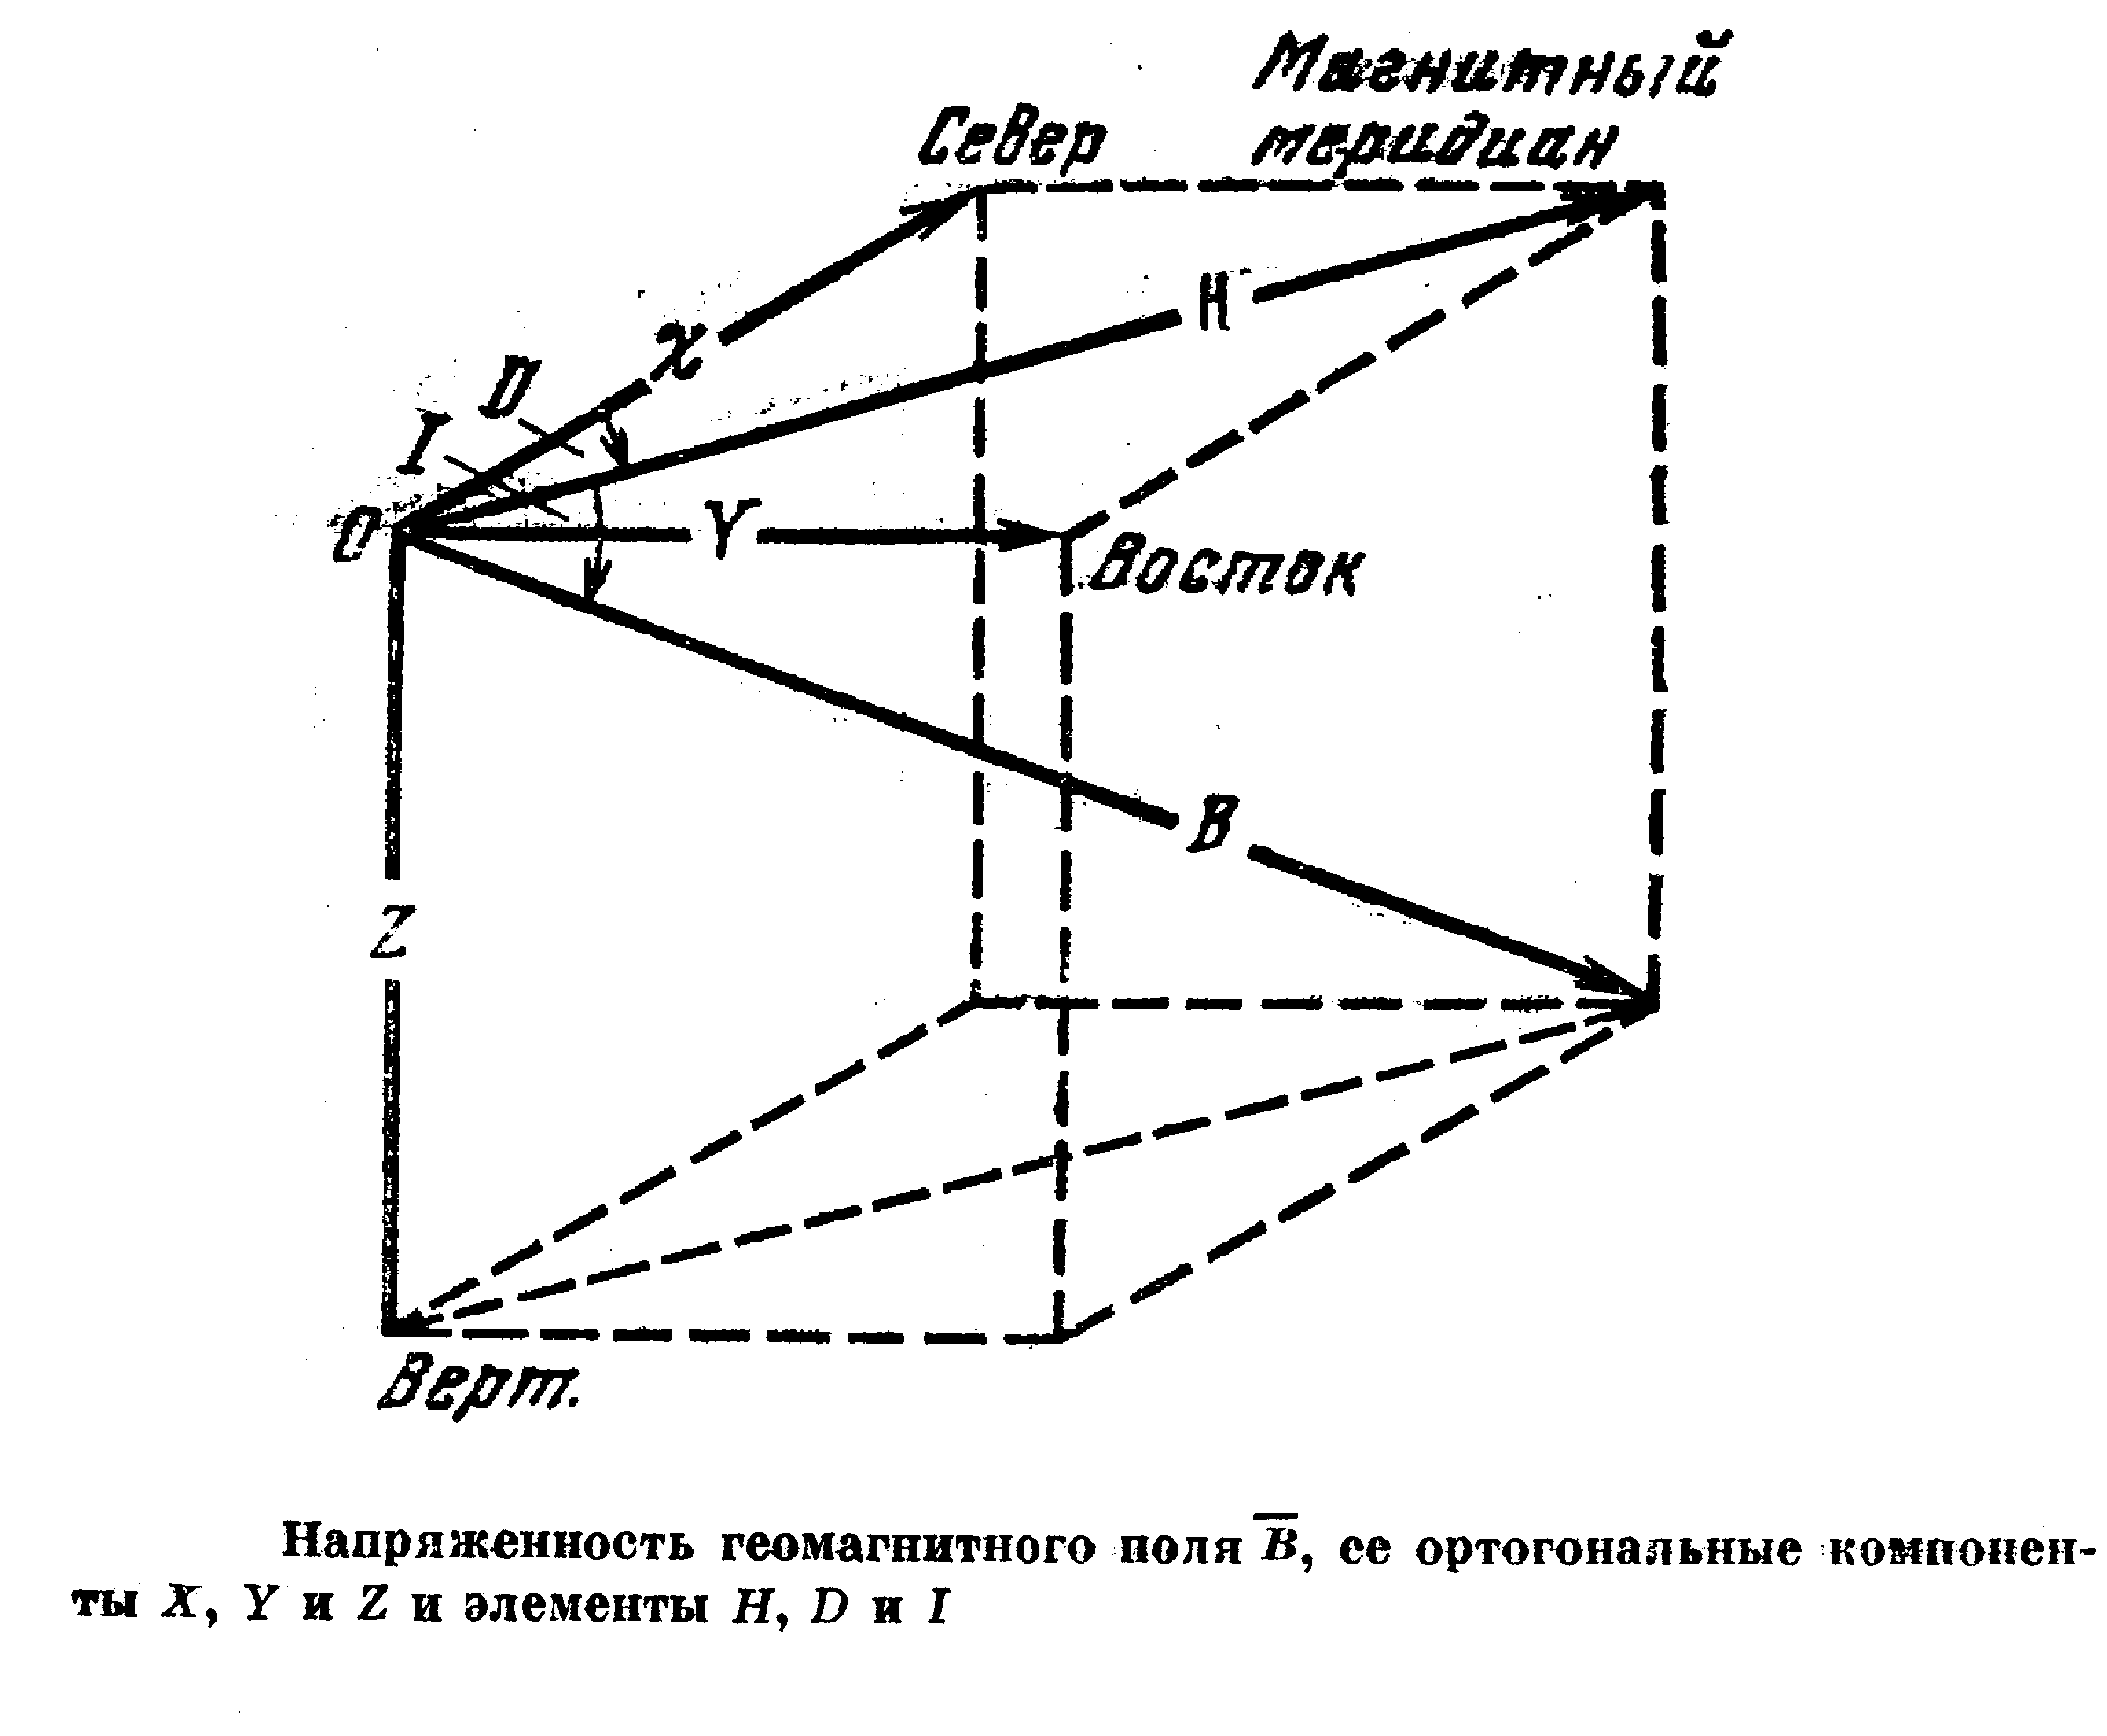 Магнитный
меридиан
Север
H
X
D
I
O
Y
Восток
B
Z
Верт.
Напряженность геомагнитного поля B̅, ее ортогональные компонен-
ты X, Y и Z и элементы H, D и I